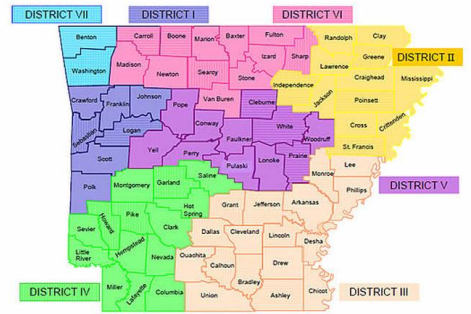 DISTRICT VII
DISTRICT I
DISTRICT VI
Benton
Carroll
Boone
Marion
Baxter
Fulton
Randolph
Clay
Washington
Madison
Newton
Searcy
Stone
Izard
Sharp
Lawrence
Greene
DISTRICT II
Independence
Craighead
Mississippi
Crawford
Franklin
Johnson
Pope
Van Buren
Cleburne
Jackson
Poinsett
Sebastian
Logan
Conway
Faulkner
White
Woodruff
Cross
Crittenden
Scott
Yell
Perry
Pulaski
Lonoke
Praine
St. Francis
Lee
Monroe
Phillips
DISTRICT V
Polk
Montgomery
Garland
Saline
Hot
Spring
Grant
Jefferson
Arkansas
Sevier
Howard
Pike
Clark
Dallas
Cleveland
Lincoln
Desha
Little
River
Hempstead
Nevada
Ouachita
Calhoun
Drew
DISTRICT IV
Miller
Lafayette
Columbia
Union
Bradley
Ashley
Chicot
DISTRICT III